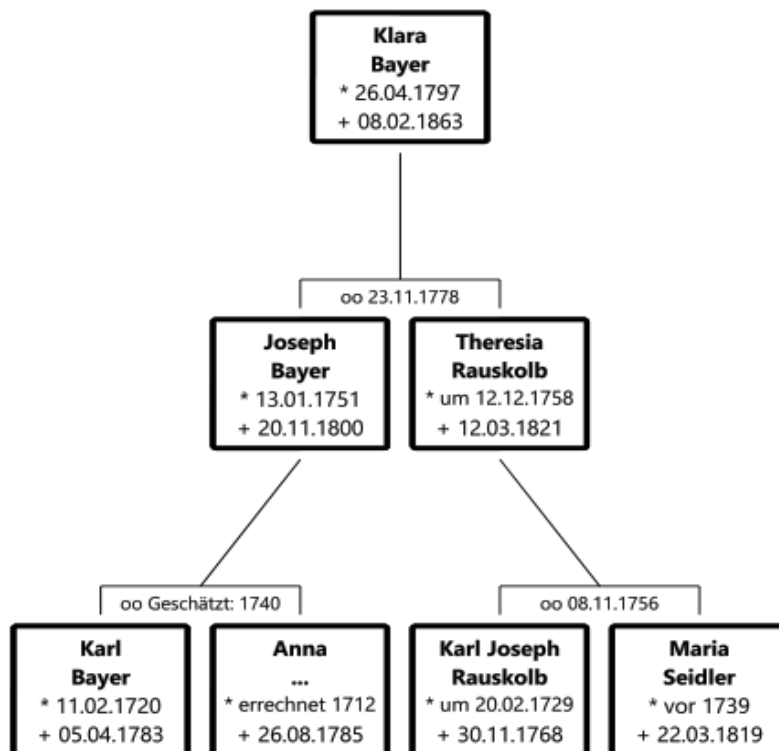 Klara
Bayer
* 26.04.1797
+ 08.02.1863
oo 23.11.1778
Joseph
Bayer
* 13.01.1751
+ 20.11.1800
Theresia
Rauskolb
* um 12.12.1758
+ 12.03.1821
oo Geschätzt: 1740
oo 08.11.1756
Karl
Bayer
* 11.02.1720
+ 05.04.1783
Anna
...
* errechnet 1712
+ 26.08.1785
Karl Joseph
Rauskolb
* um 20.02.1729
+ 30.11.1768
Maria
Seidler
* vor 1739
+ 22.03.1819